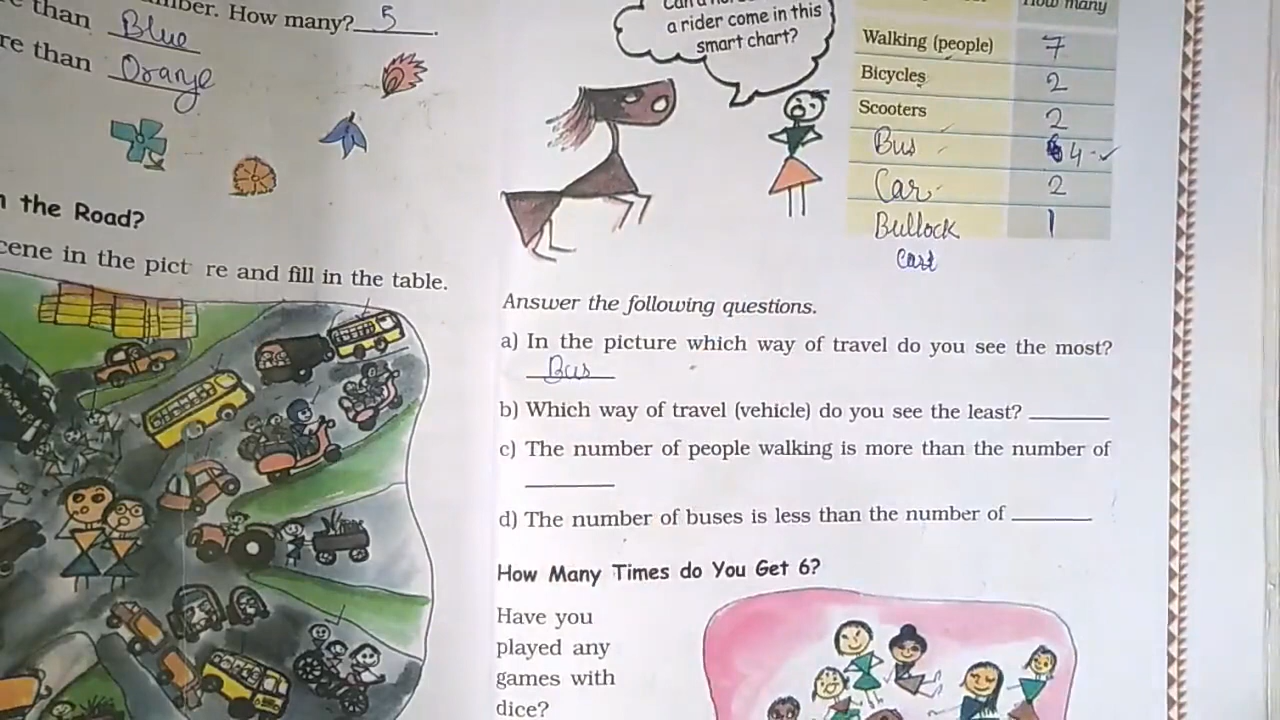 than Blue
mber. How many? 5.
re than Orange
n the Road?
cene in the pict re and fill in the table.
a rider come in this
smart chart?
How many
Walking (people) 7
Bicycles 2
Scooters 2
Bus 4
Car 2
Bullock 1
Cart
Answer the following questions.
a) In the picture which way of travel do you see the most?
Bus
b) Which way of travel (vehicle) do you see the least?
c) The number of people walking is more than the number of
d) The number of buses is less than the number of
How Many Times do You Get 6?
Have you
played any
games with
dice?